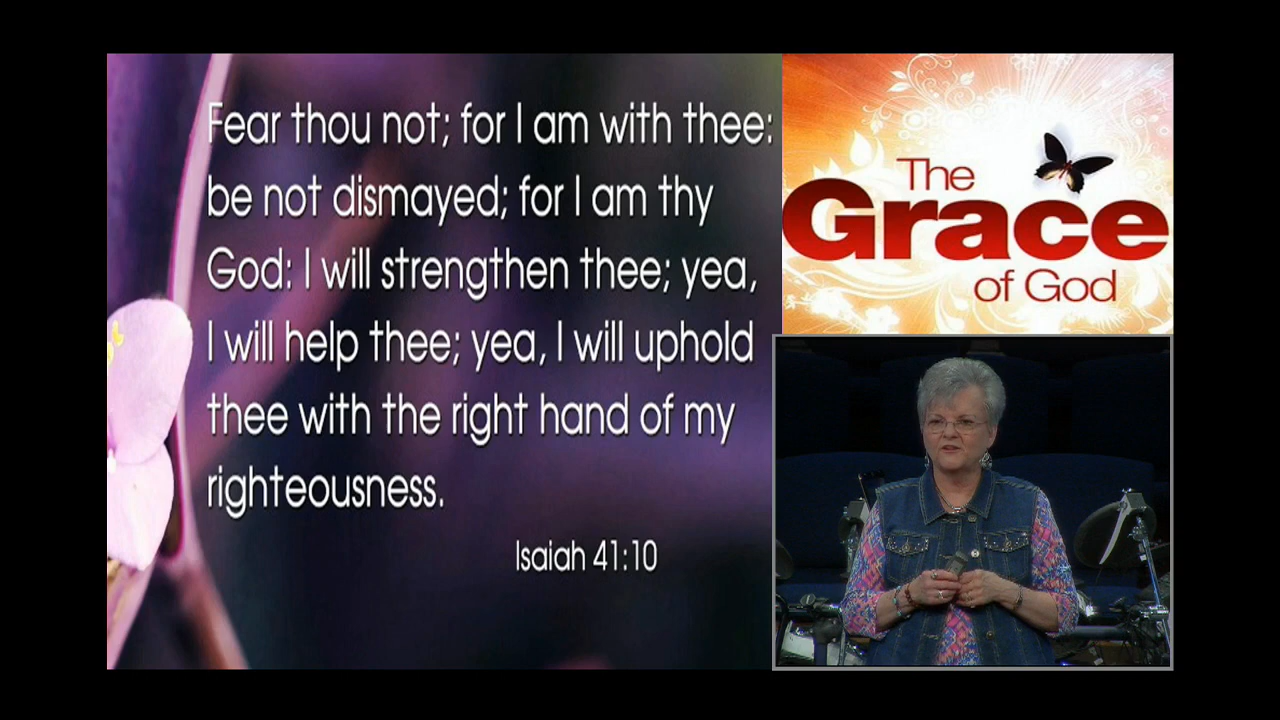 Fear thou not; for I am with thee:
be not dismayed; for I am thy
God: I will strengthen thee; yea,
I will help thee; yea, I will uphold
thee with the right hand of my
righteousness.
Isaiah 41:10
The
Grace
of God